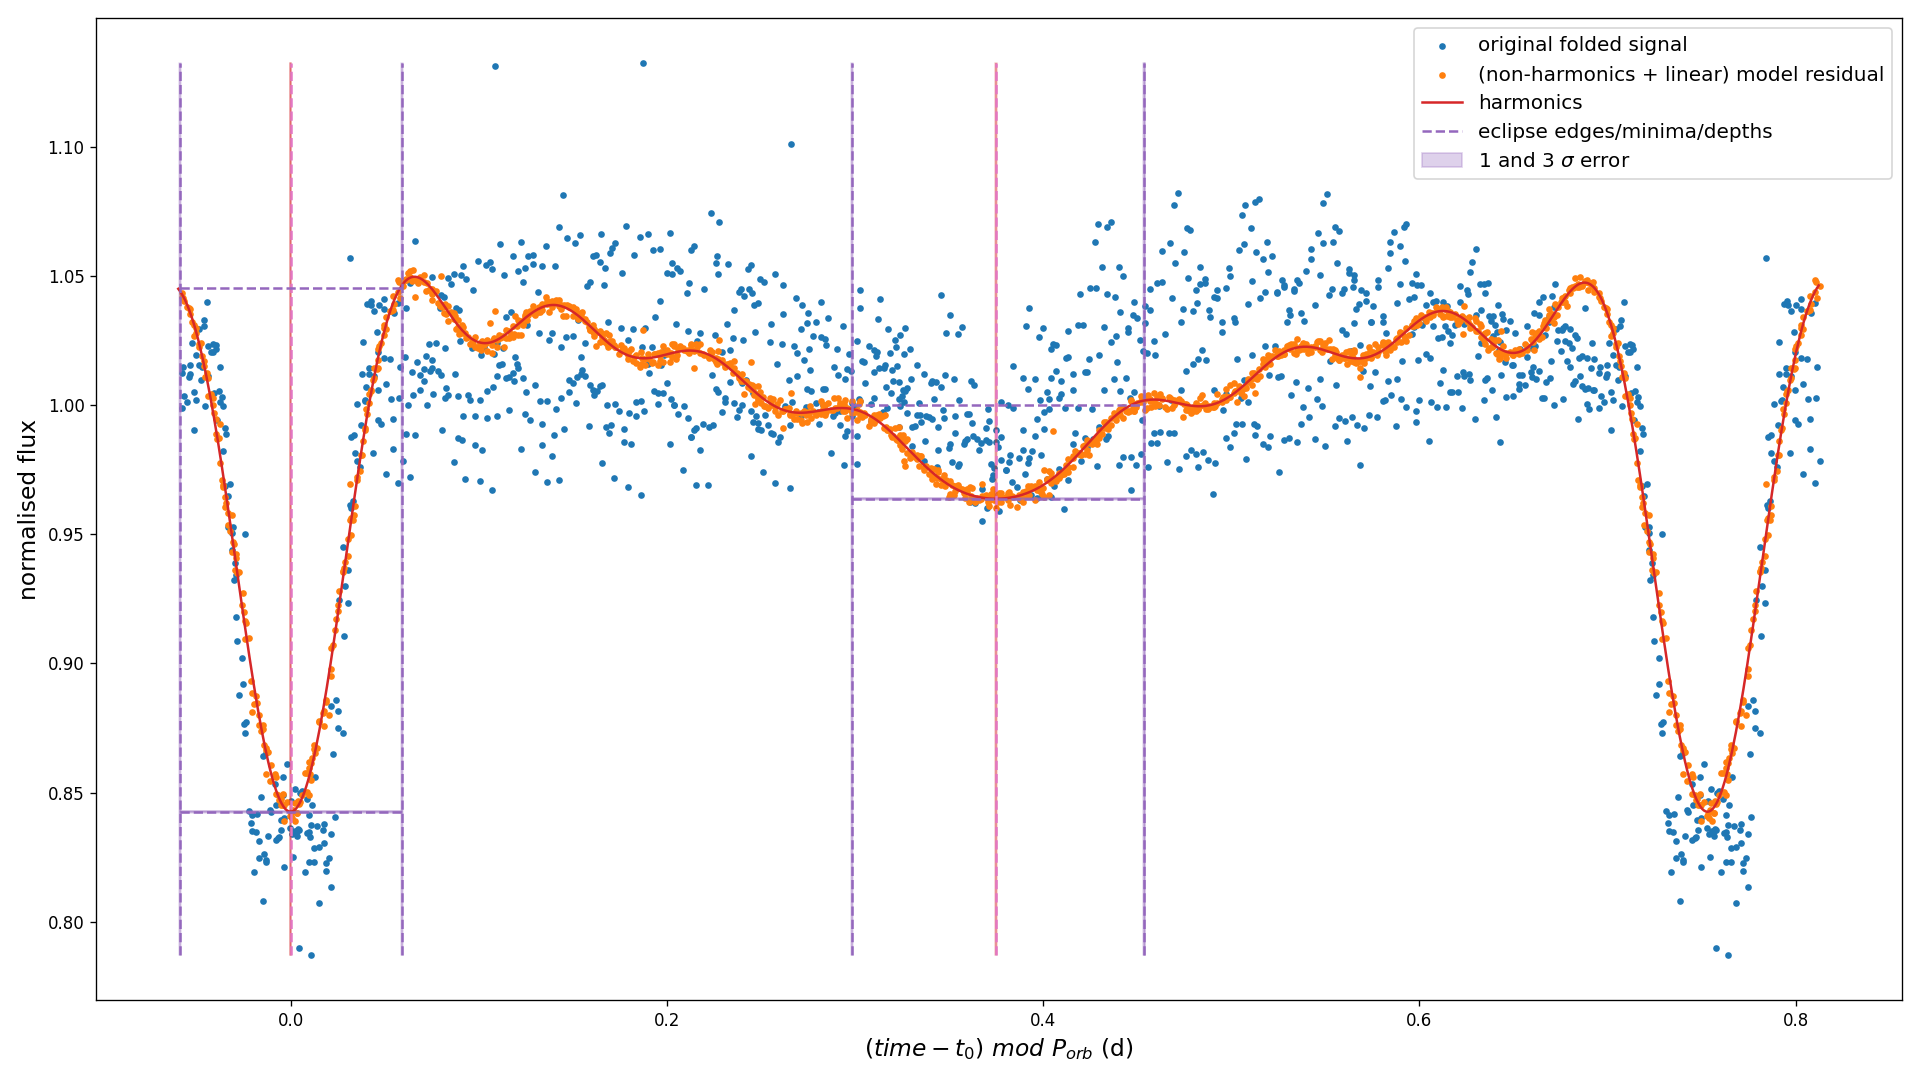 original folded signal
(non-harmonics + linear) model residual
harmonics
eclipse edges/minima/depths
1 and 3 σ error
normalised flux
1.10
1.05
1.00
0.95
0.90
0.85
0.80
0.0 0.2 0.4 0.6 0.8
(time − t₀) mod P_orb (d)